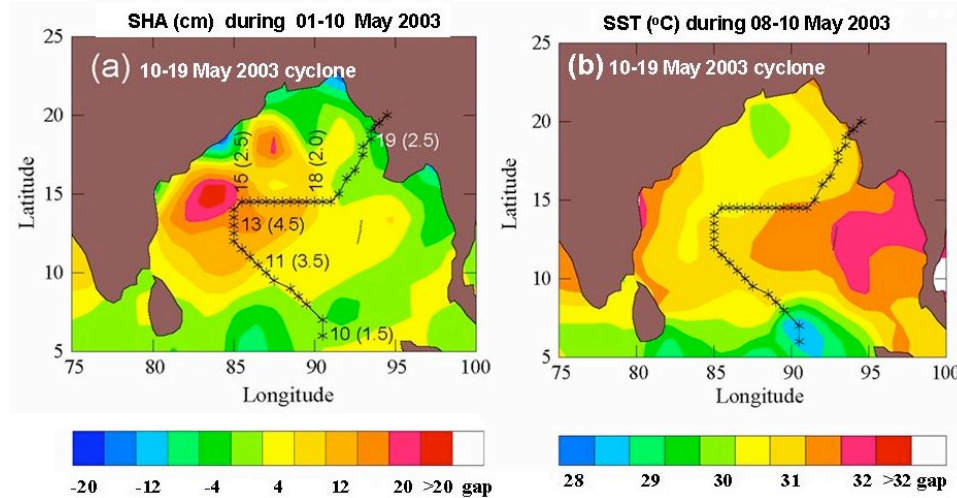 SHA (cm) during 01-10 May 2003
(a) 10-19 May 2003 cyclone
25
20
15
10
5
Latitude
15 (2.5)
18 (2.0)
19 (2.5)
13 (4.5)
11 (3.5)
10 (1.5)
75 80 85 90 95 100
Longitude
-20 -12 -4 4 12 20 >20 gap
SST (ºC) during 08-10 May 2003
(b) 10-19 May 2003 cyclone
25
20
15
10
5
Latitude
75 80 85 90 95 100
Longitude
28 29 30 31 32 >32 gap